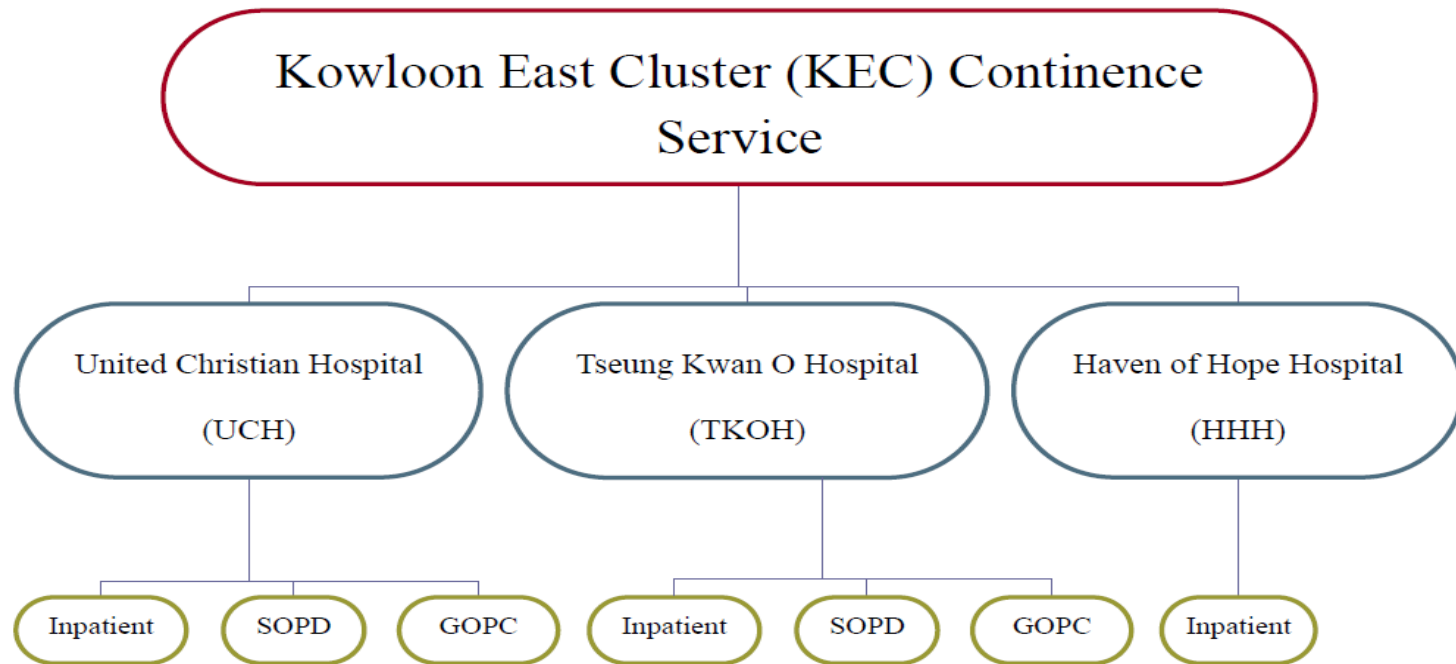 Kowloon East Cluster (KEC) Continence
Service
United Christian Hospital
(UCH)
Tseung Kwan O Hospital
(TKOH)
Haven of Hope Hospital
(HHH)
Inpatient
SOPD
GOPC
Inpatient
SOPD
GOPC
Inpatient